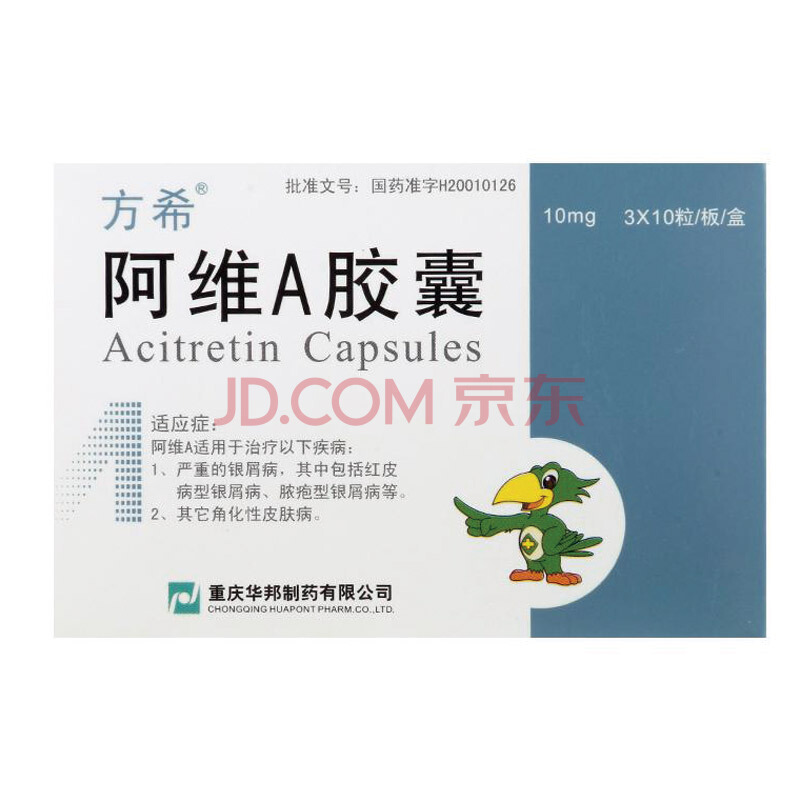 方希®
批准文号：国药准字H20010126
10mg 3X10粒/板/盒
阿维A胶囊
Acitretin Capsules
JD.COM 京东
适应症：
阿维A适用于治疗以下疾病：
1、严重的银屑病，其中包括红皮
病型银屑病、脓疱型银屑病等。
2、其它角化性皮肤病。
重庆华邦制药有限公司
CHONGQING HUAPONT PHARM.CO.,LTD.